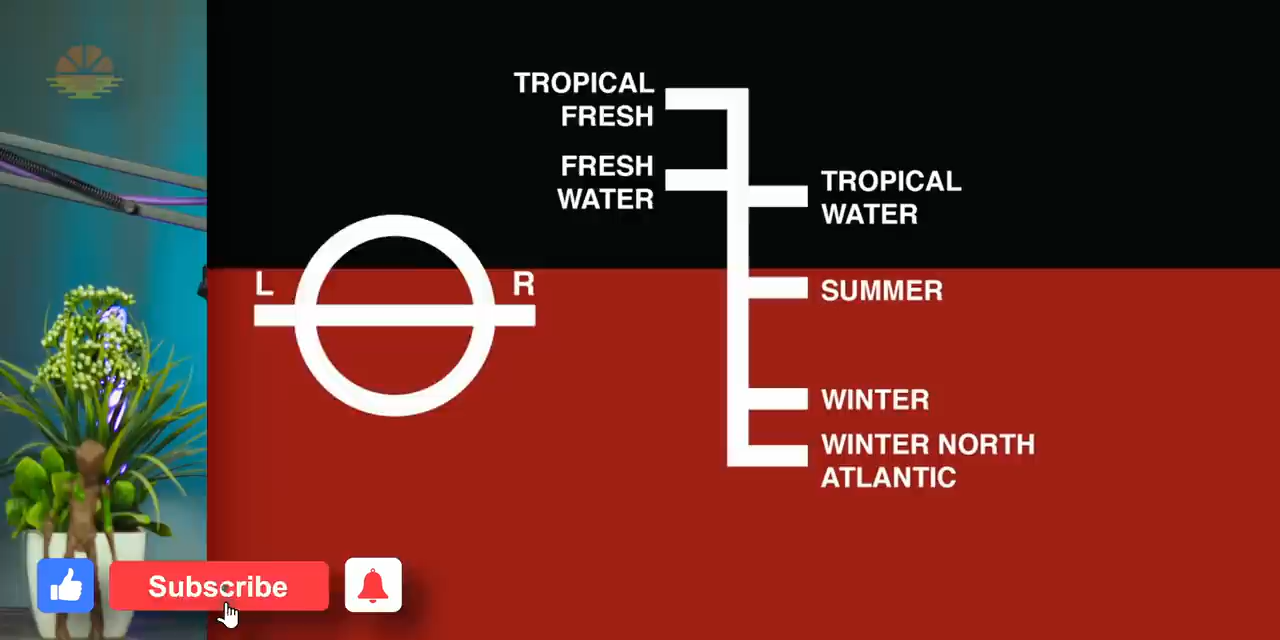 TROPICAL
FRESH
FRESH
WATER
TROPICAL
WATER
L
R
SUMMER
WINTER
WINTER NORTH
ATLANTIC
Subscribe